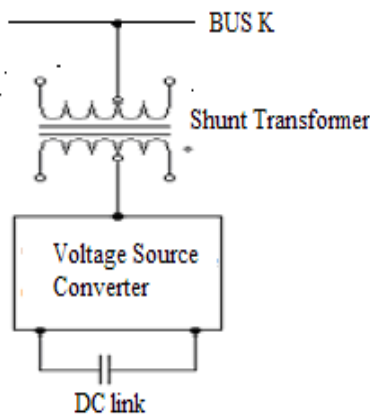 BUS K
Shunt Transformer
Voltage Source
Converter
DC link